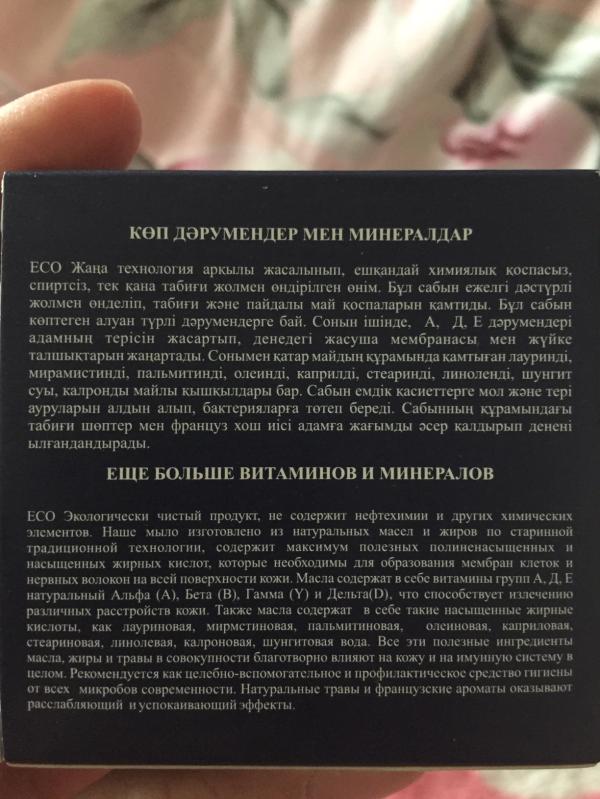 КӨП ДӘРУМЕНДЕР МЕН МИНЕРАЛДАР
ECO Жаңа технология арқылы жасалынып, ешқандай химиялық қоспасыз,
спиртсіз, тек қана табиғи жолмен өндірілген өнім. Бұл сабын ежелгі дәстүрлі
жолмен өнделіп, табиғи және пайдалы май қоспаларын қамтиды. Бұл сабын
көптеген алуан түрлі дәрумендерге бай. Сонын ішінде, А, Д, Е дәрумендері
адамның терісін жасартып, денедегі жасуша мембранасы мен жүйке
талшықтарын жаңартады. Сонымен қатар майдың құрамында қамтыған лауринді,
мирамистинді, пальмитинді, олеинді, каприлді, стеаринді, линоленді, шунгит
суы, калронды майлы қышқылдары бар. Сабын емдік қасиеттерге мол және тері
ауруларын алдын алып, бактерияларға төтеп береді. Сабынның құрамындағы
табиғи шөптер мен француз хош иісі адамға жағымды әсер қалдырып денені
ылғандандырады.
ЕЩЕ БОЛЬШЕ ВИТАМИНОВ И МИНЕРАЛОВ
ECO Экологически чистый продукт, не содержит нефтехимии и других химических
элементов. Наше мыло изготовлено из натуральных масел и жиров по старинной
традиционной технологии, содержит максимум полезных полиненасыщенных и
насыщенных жирных кислот, которые необходимы для образования мембран клеток и
нервных волокон на всей поверхности кожи. Масла содержат в себе витамины групп А, Д, Е
натуральный Альфа (А), Бета (В), Гамма (Y) и Дельта(D), что способствует излечению
различных расстройств кожи. Также масла содержат в себе такие насыщенные жирные
кислоты, как лауриновая, мирмстиновая, пальмитиновая, олеиновая, каприловая,
стеариновая, линолевая, калроновая, шунгитовая вода. Все эти полезные ингредиенты
масла, жиры и травы в совокупности благотворно влияют на кожу и на имунную систему в
целом. Рекомендуется как целебно-вспомогательное и профилактическое средство гигиены
от всех микробов современности. Натуральные травы и французские ароматы оказывают
расслабляющий и успокаивающий эффекты.